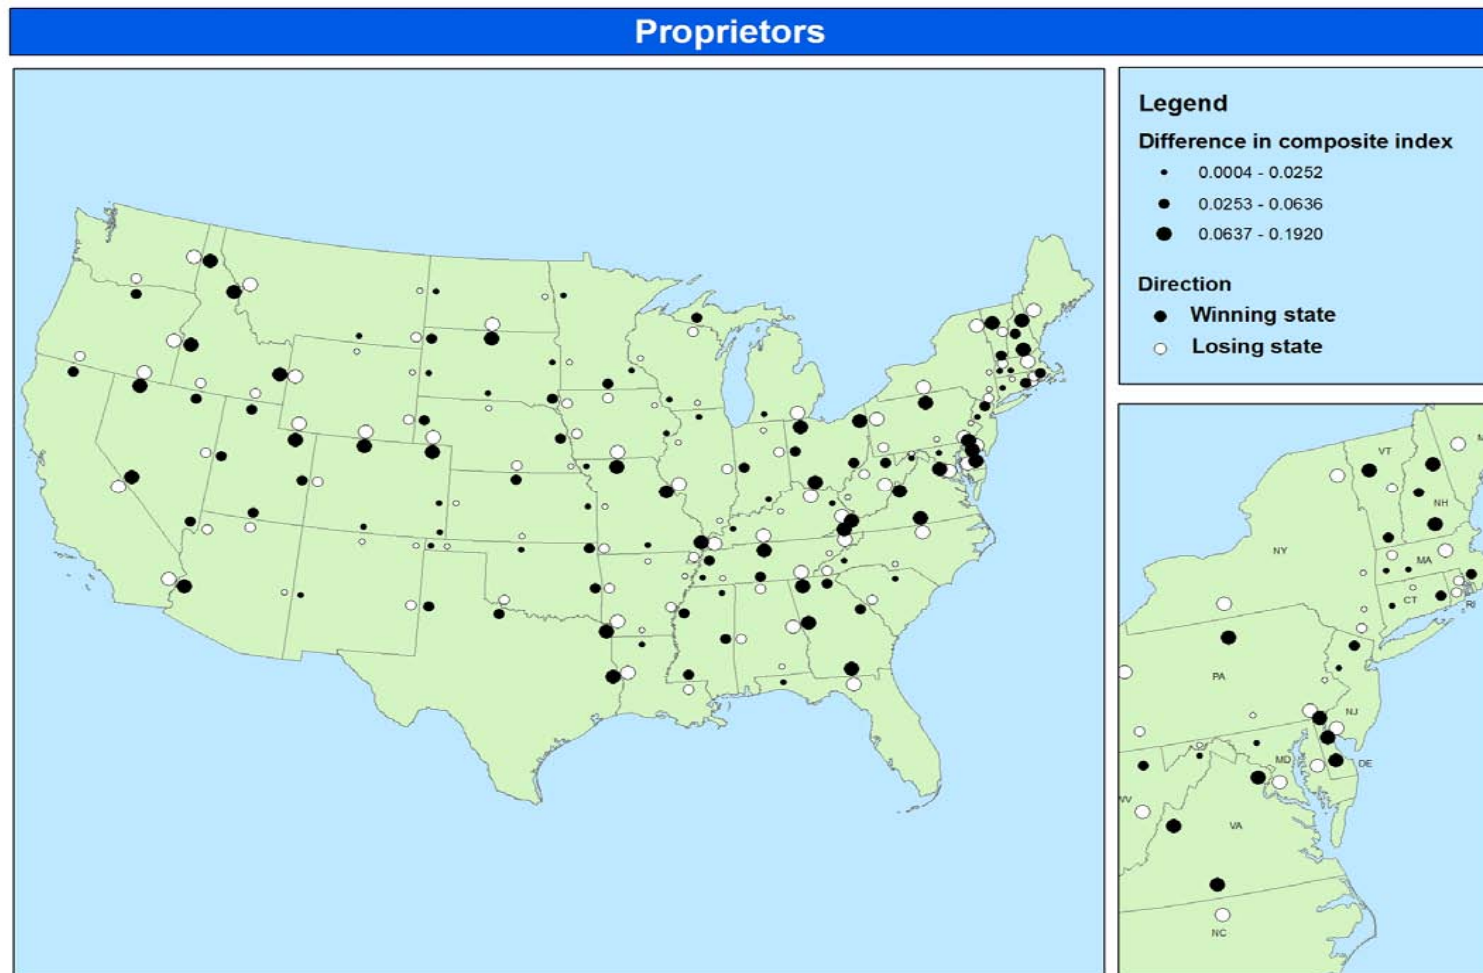 Proprietors
Legend
Difference in composite index
0.0004 - 0.0252
0.0253 - 0.0636
0.0637 - 0.1920
Direction
Winning state
Losing state
VT
NH
NY
MA
CT
RI
PA
NJ
MD
DE
WV
VA
NC